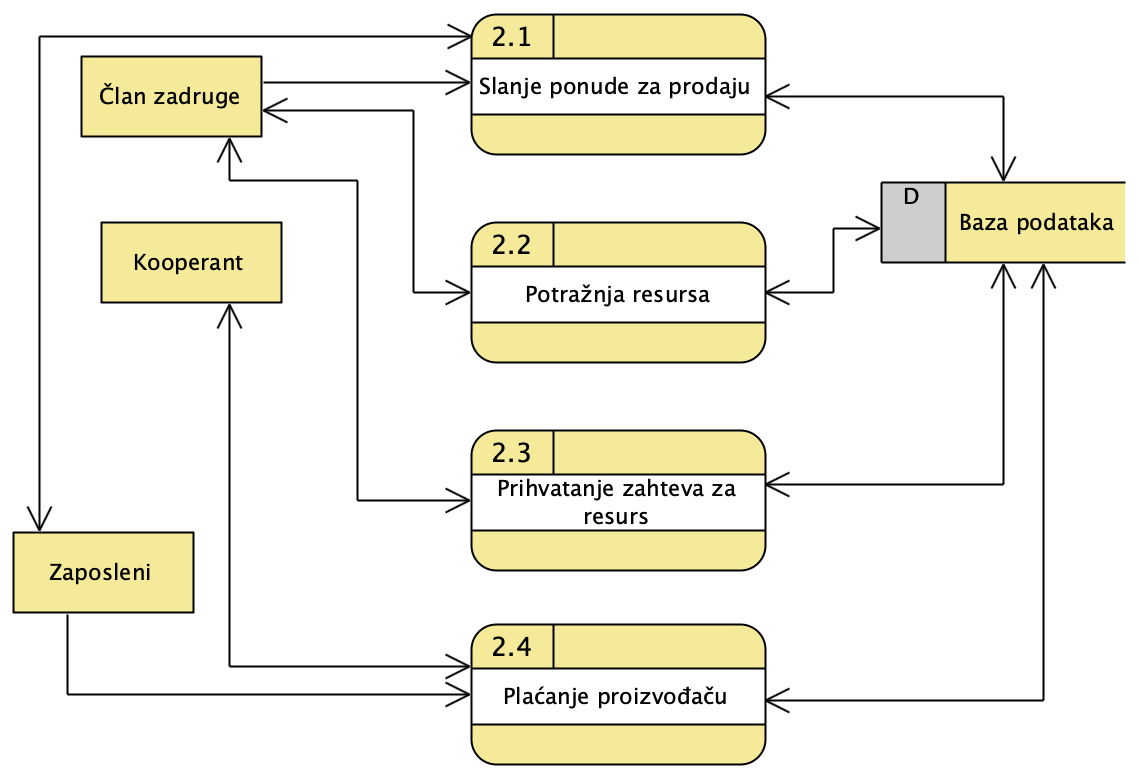 2.1
Član zadruge
Slanje ponude za prodaju
D
Baza podataka
2.2
Kooperant
Potražnja resursa
2.3
Prihvatanje zahteva za
resurs
Zaposleni
2.4
Plaćanje proizvođaču